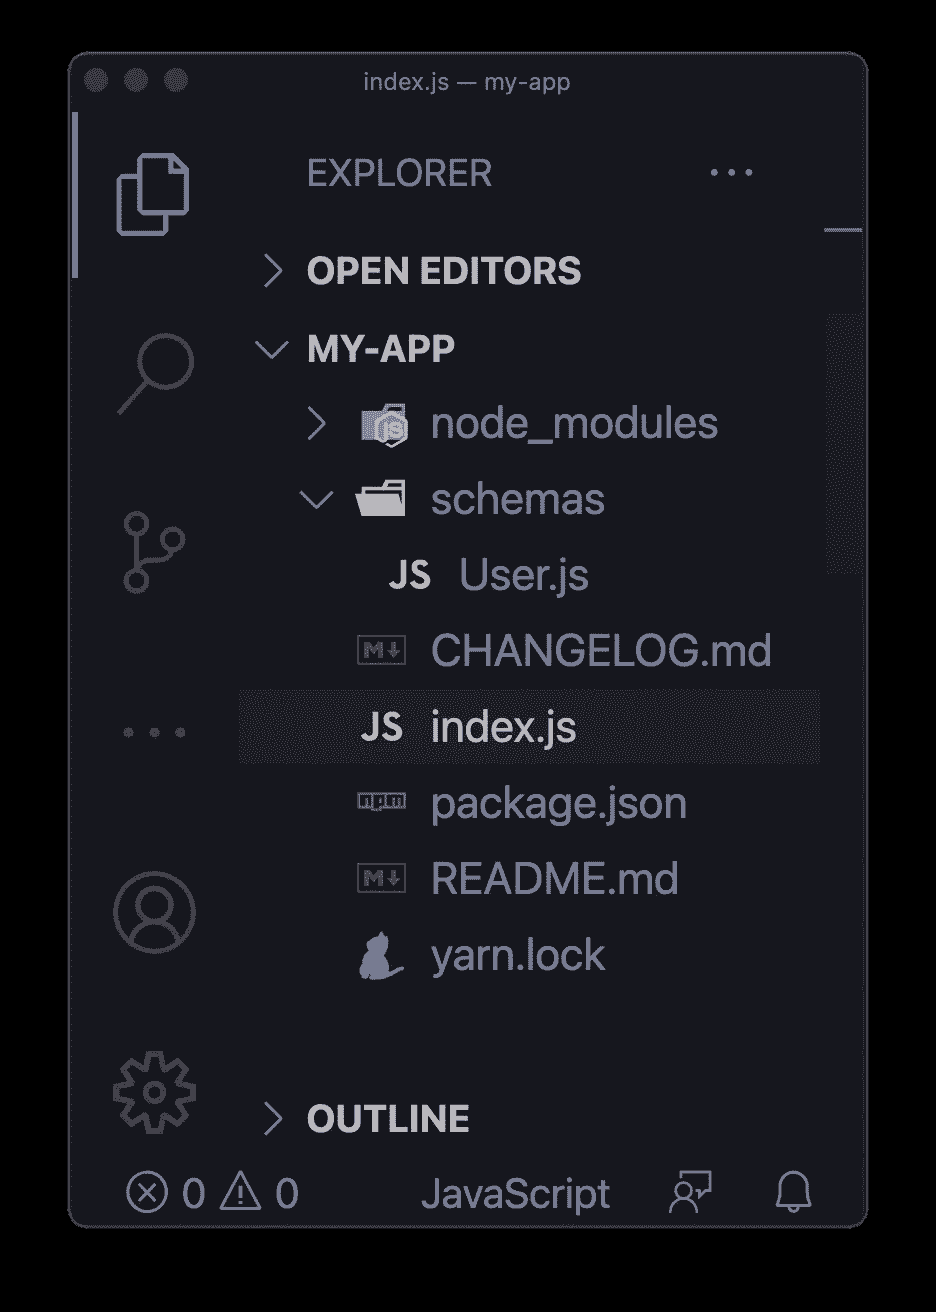 index.js — my-app
EXPLORER
OPEN EDITORS
MY-APP
JS node_modules
schemas
JS User.js
M CHANGELOG.md
JS index.js
npm package.json
M README.md
yarn.lock
OUTLINE
0 0 JavaScript